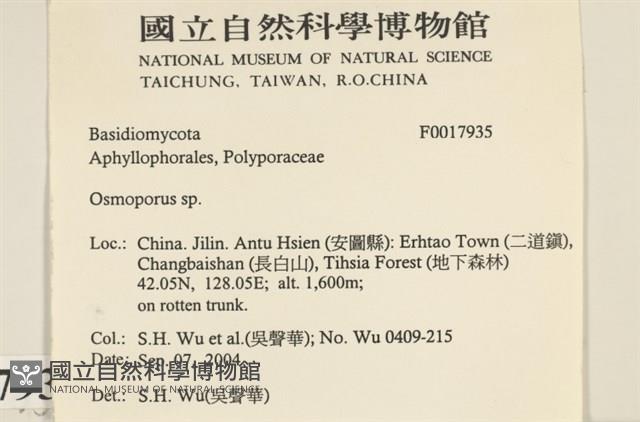 國立自然科學博物館
NATIONAL MUSEUM OF NATURAL SCIENCE
TAICHUNG, TAIWAN, R.O.CHINA
Basidiomycota F0017935
Aphyllophorales, Polyporaceae
Osmoporus sp.
Loc.: China. Jilin. Antu Hsien (安圖縣): Erhtao Town (二道鎮),
Changbaishan (長白山), Tihsia Forest (地下森林)
42.05N, 128.05E; alt. 1,600m;
on rotten trunk.
Col.: S.H. Wu et al.(吳聲華); No. Wu 0409-215
Date: Sep. 07, 2004
國立自然科學博物館
NATIONAL MUSEUM OF NATURAL SCIENCE
Det.: S.H. Wu(吳聲華)